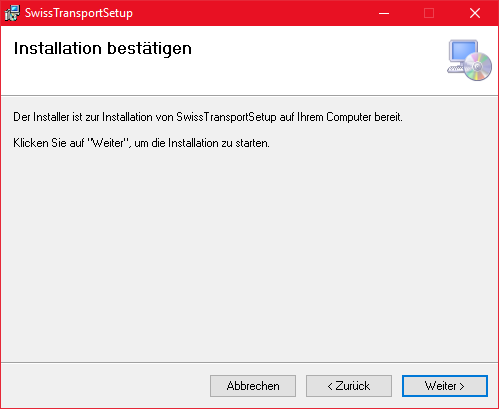 SwissTransportSetup
Installation bestätigen
Der Installer ist zur Installation von SwissTransportSetup auf Ihrem Computer bereit.
Klicken Sie auf "Weiter", um die Installation zu starten.
Abbrechen
< Zurück
Weiter >